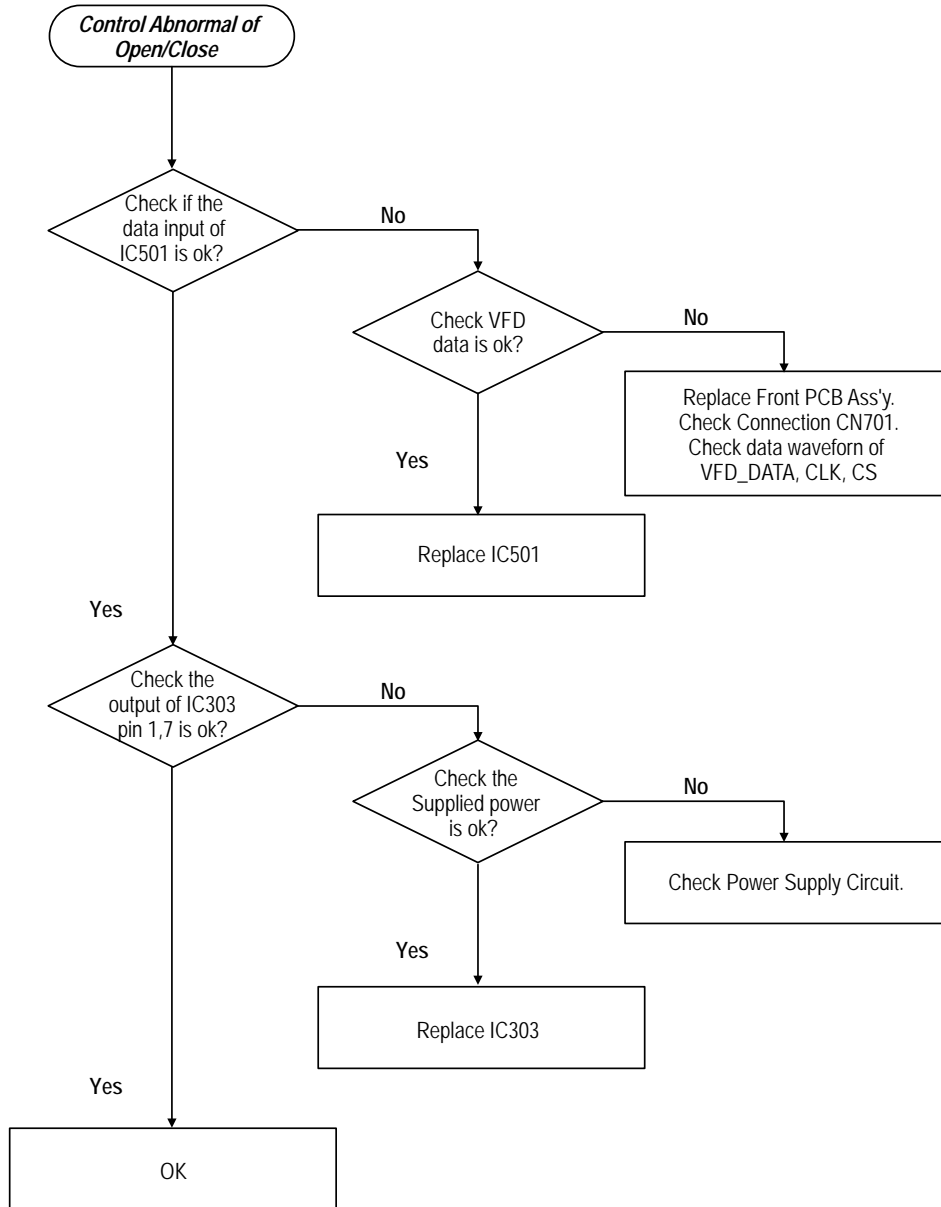 Control Abnormal of
Open/Close
Check if the
data input of
IC501 is ok?
No
Check VFD
data is ok?
No
Replace Front PCB Ass'y.
Check Connection CN701.
Check data waveforn of
VFD_DATA, CLK, CS
Yes
Replace IC501
Yes
Check the
output of IC303
pin 1,7 is ok?
No
Check the
Supplied power
is ok?
No
Check Power Supply Circuit.
Yes
Replace IC303
Yes
OK